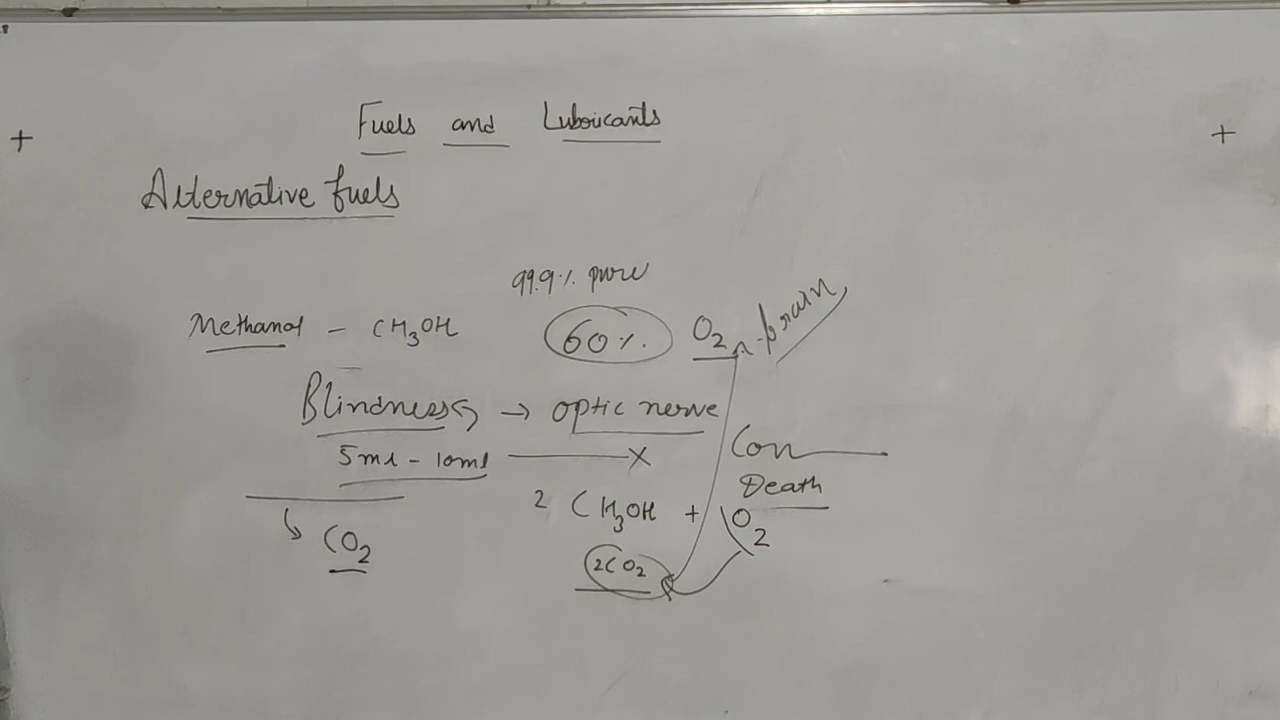 Fuels and Lubricants
Alternative fuels
99.9% pure
Methanol - CH3OH 60% O2 brain
Blindness → optic nerve
5ml - 10ml X Con
Death
2 CH3OH + O2
CO2 2CO2